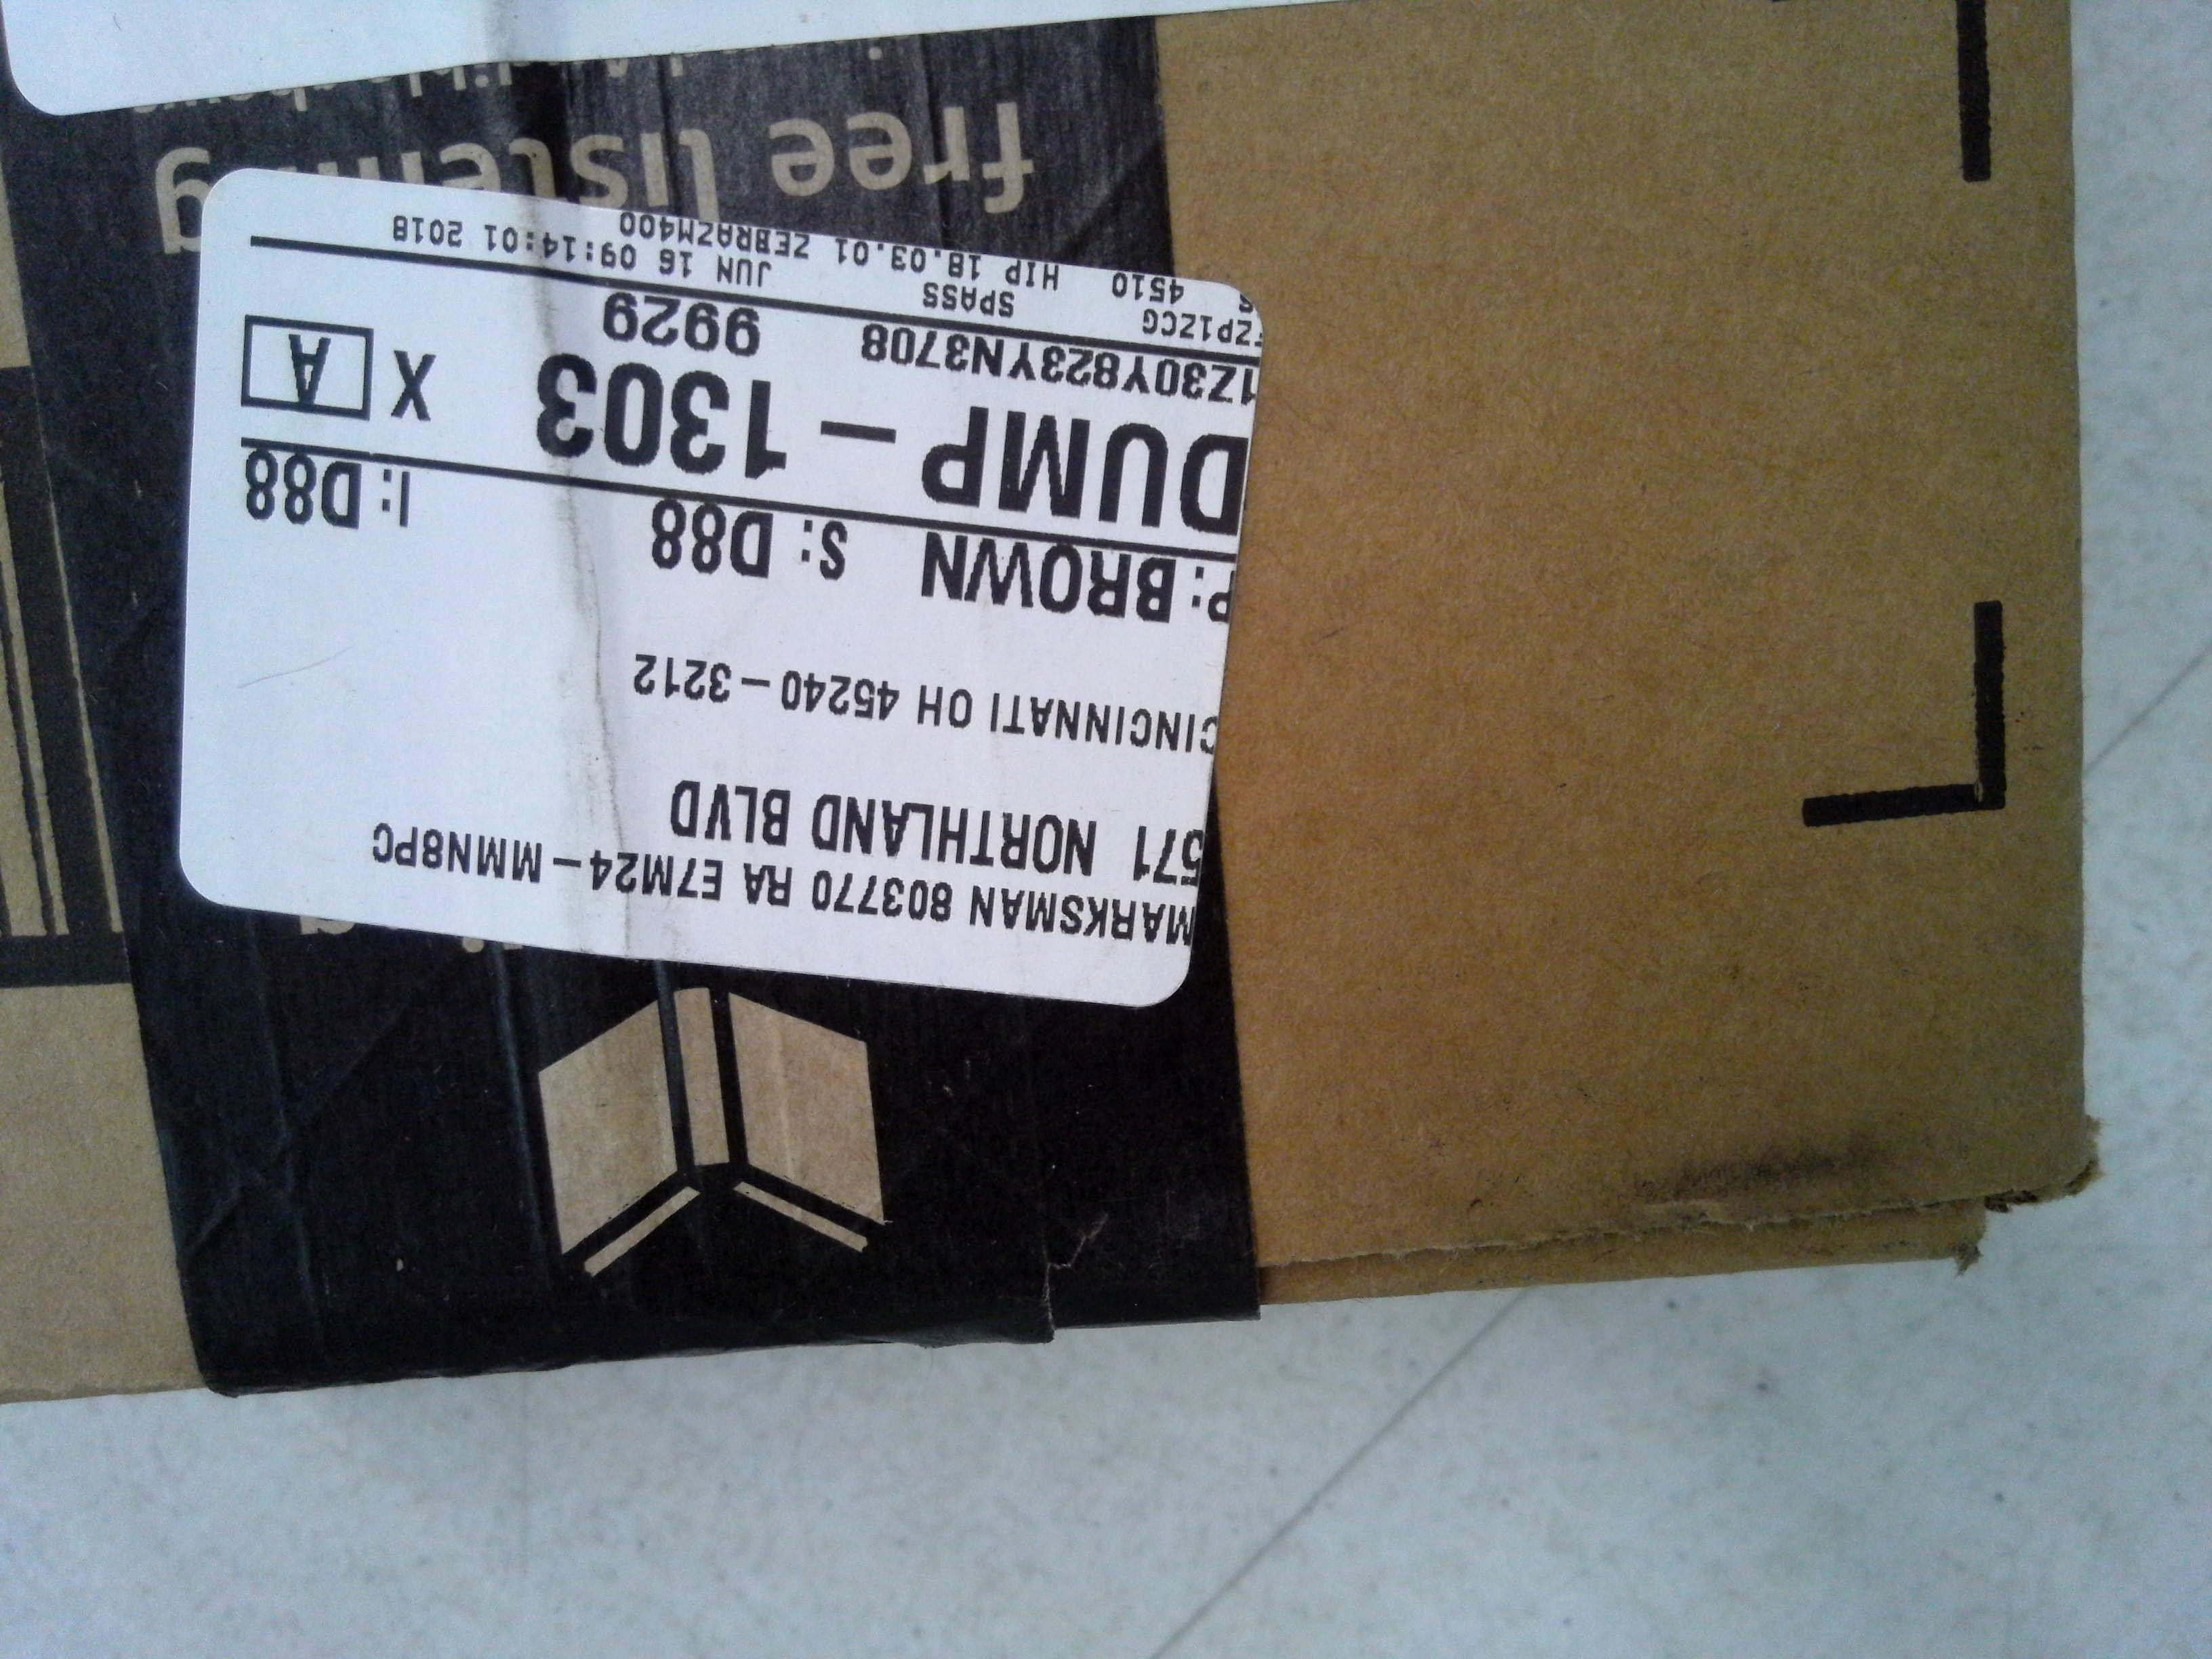 MARKSMAN 803770 RA E7M24-MMN8PC
571 NORTHLAND BLVD
CINCINNATI OH 45240-3212
P: BROWN S: D88 I: D88
DUMP-1303 X A
1Z30Y823YN3708 9929
ZP1ZCG SPASS JUN 16 09:14:01 2018
4510 HIP 18.03.01 ZEBRAZM400
free listening